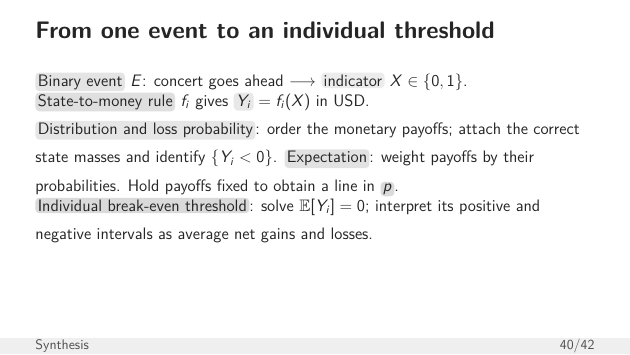 From one event to an individual threshold
Binary event E: concert goes ahead ⟶ indicator X ∈ {0, 1}.
State-to-money rule fᵢ gives Yᵢ = fᵢ(X) in USD.
Distribution and loss probability: order the monetary payoffs; attach the correct
state masses and identify {Yᵢ < 0}. Expectation: weight payoffs by their
probabilities. Hold payoffs fixed to obtain a line in p.
Individual break-even threshold: solve 𝔼[Yᵢ] = 0; interpret its positive and
negative intervals as average net gains and losses.
Synthesis
40/42